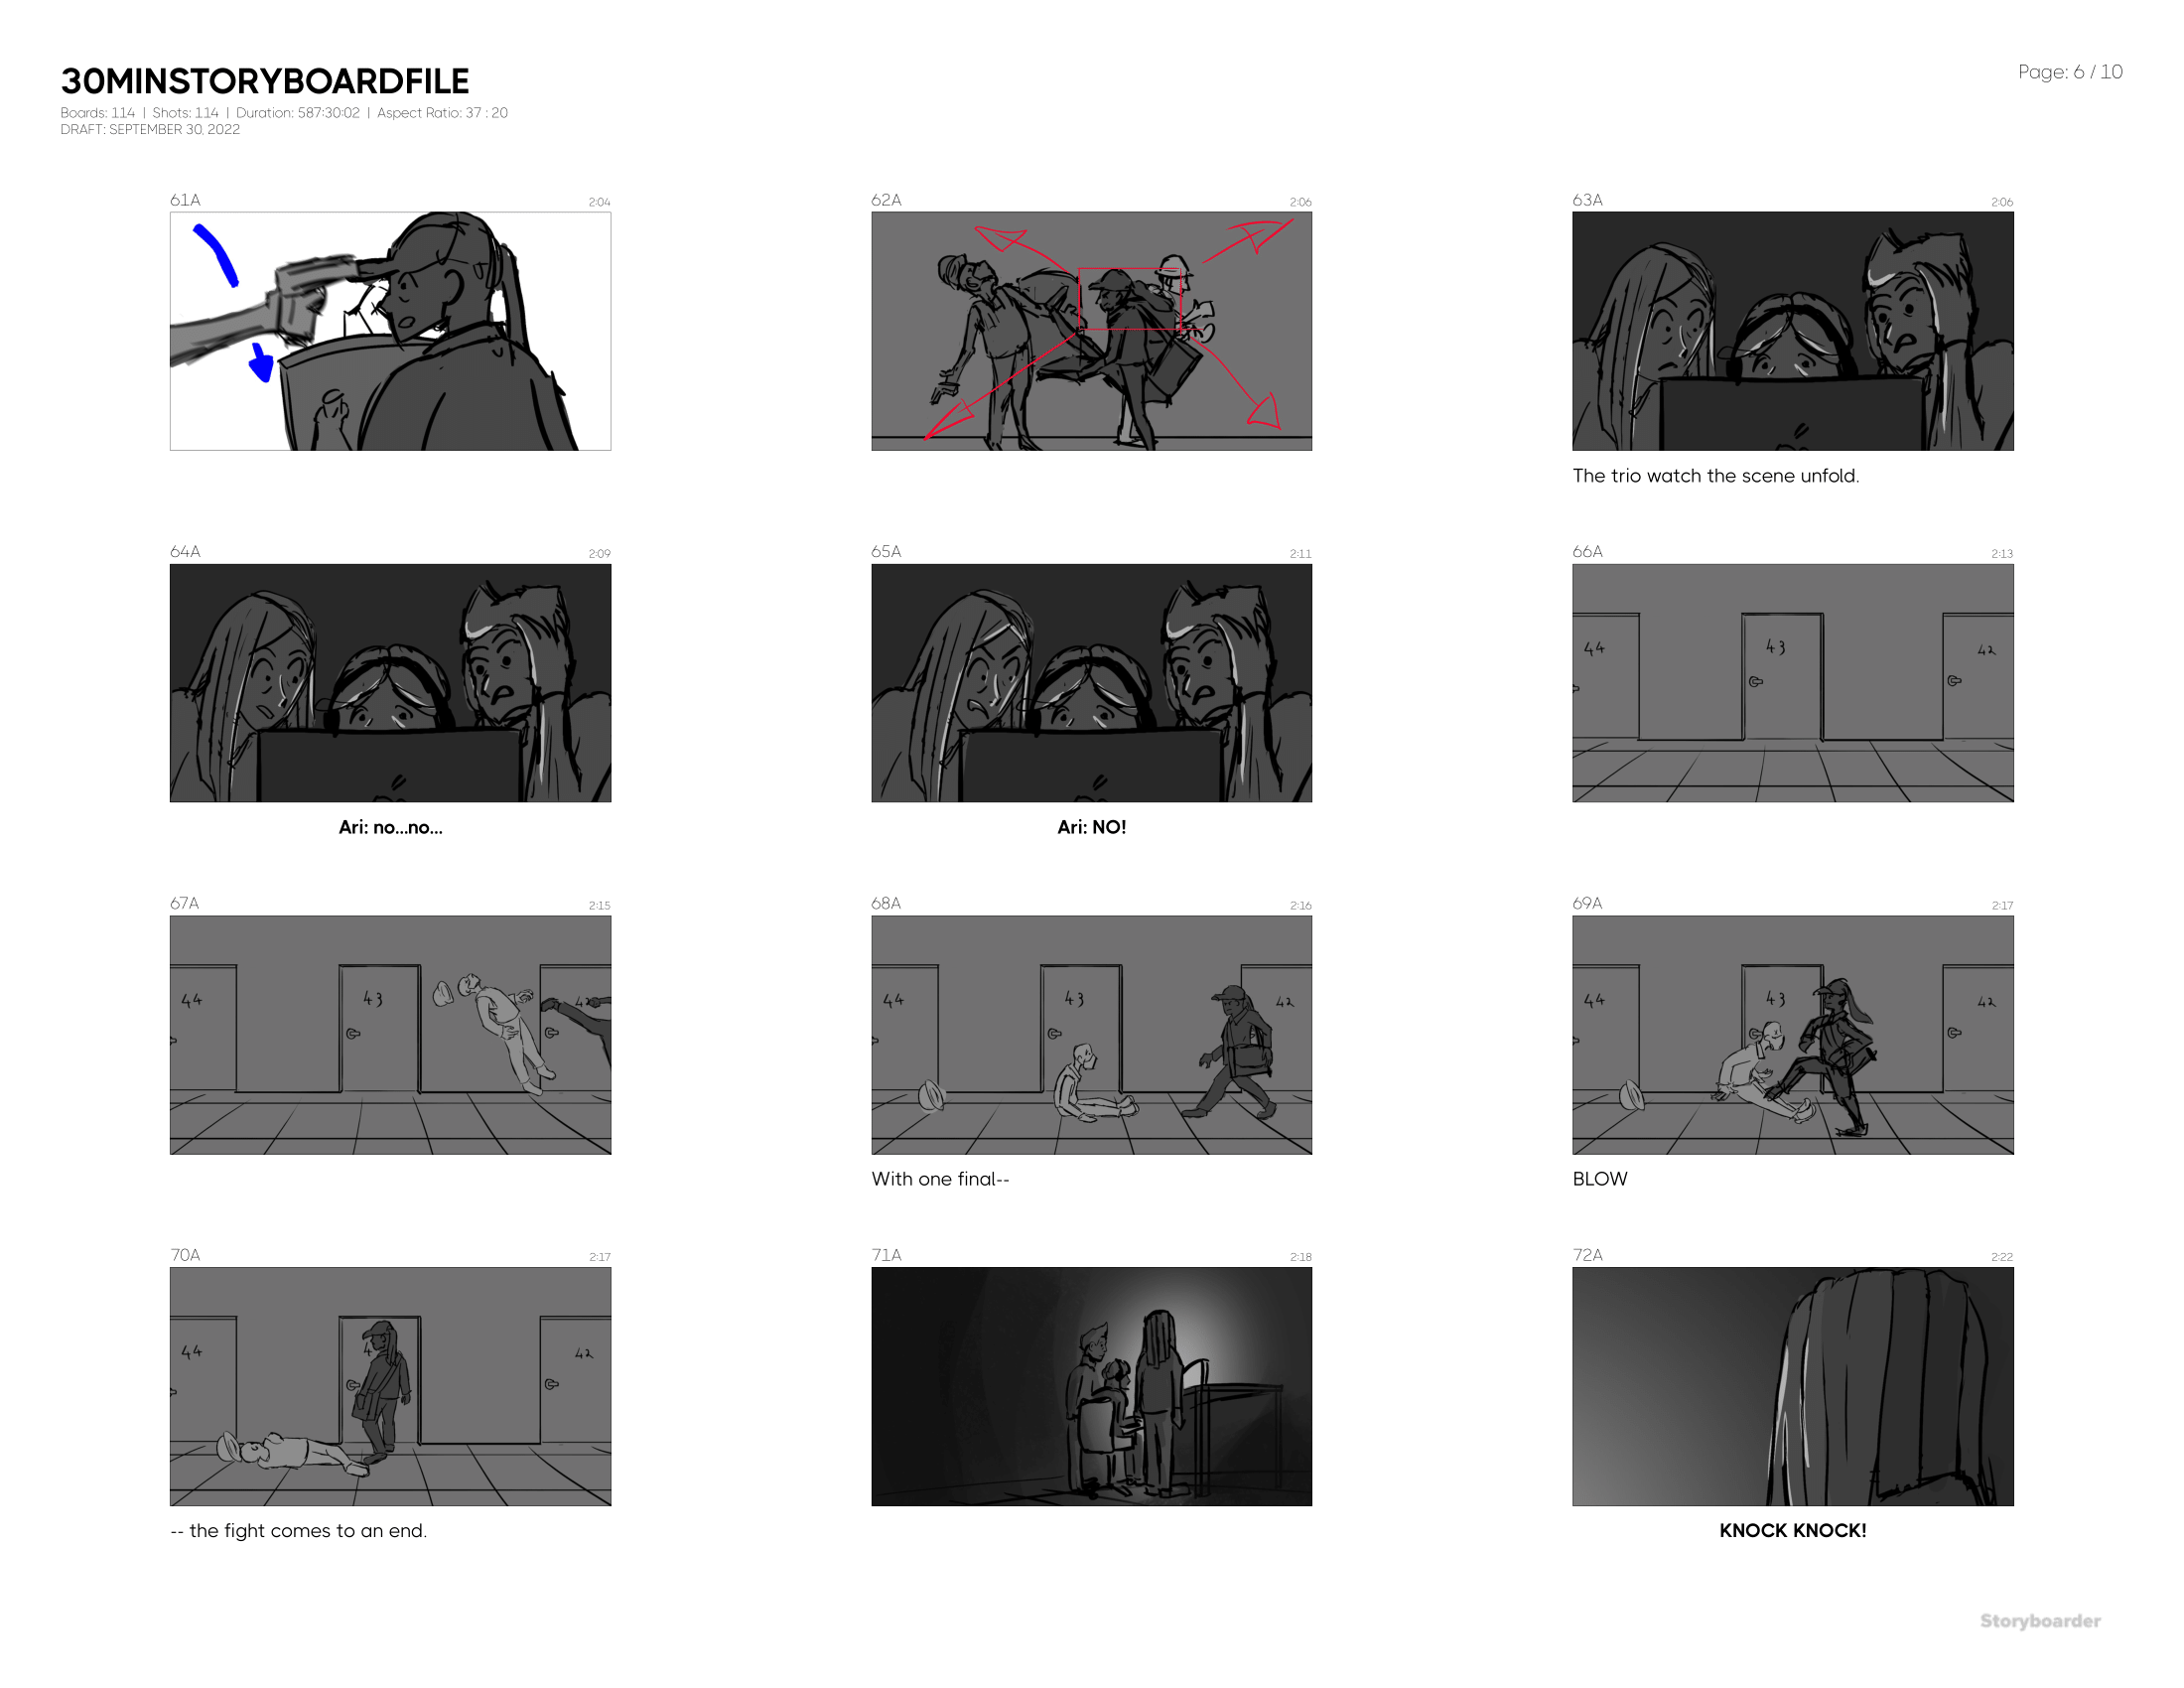 30MINSTORYBOARDFILE
Page: 6 / 10
Boards: 114 | Shots: 114 | Duration: 587:30:02 | Aspect Ratio: 37 : 20
DRAFT: SEPTEMBER 30, 2022
61A 2:04
62A 2:06
63A 2:06
The trio watch the scene unfold.
64A 2:09
65A 2:11
66A 2:13
44 43 42
Ari: no...no...
Ari: NO!
67A 2:15
68A 2:16
69A 2:17
44 43 42
44 43 42
44 43 42
With one final--
BLOW
70A 2:17
71A 2:18
72A 2:22
44 4 42
-- the fight comes to an end.
KNOCK KNOCK!
Storyboarder